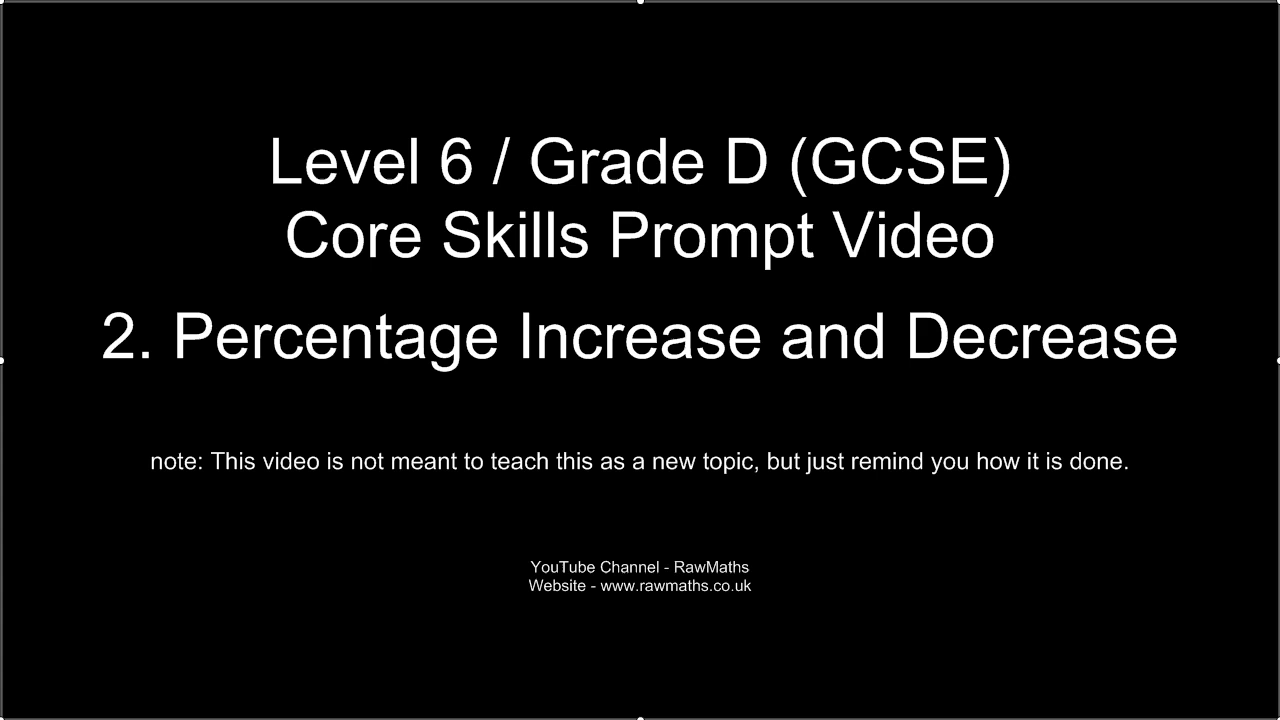 Level 6 / Grade D (GCSE)
Core Skills Prompt Video
2. Percentage Increase and Decrease
note: This video is not meant to teach this as a new topic, but just remind you how it is done.
YouTube Channel - RawMaths
Website - www.rawmaths.co.uk